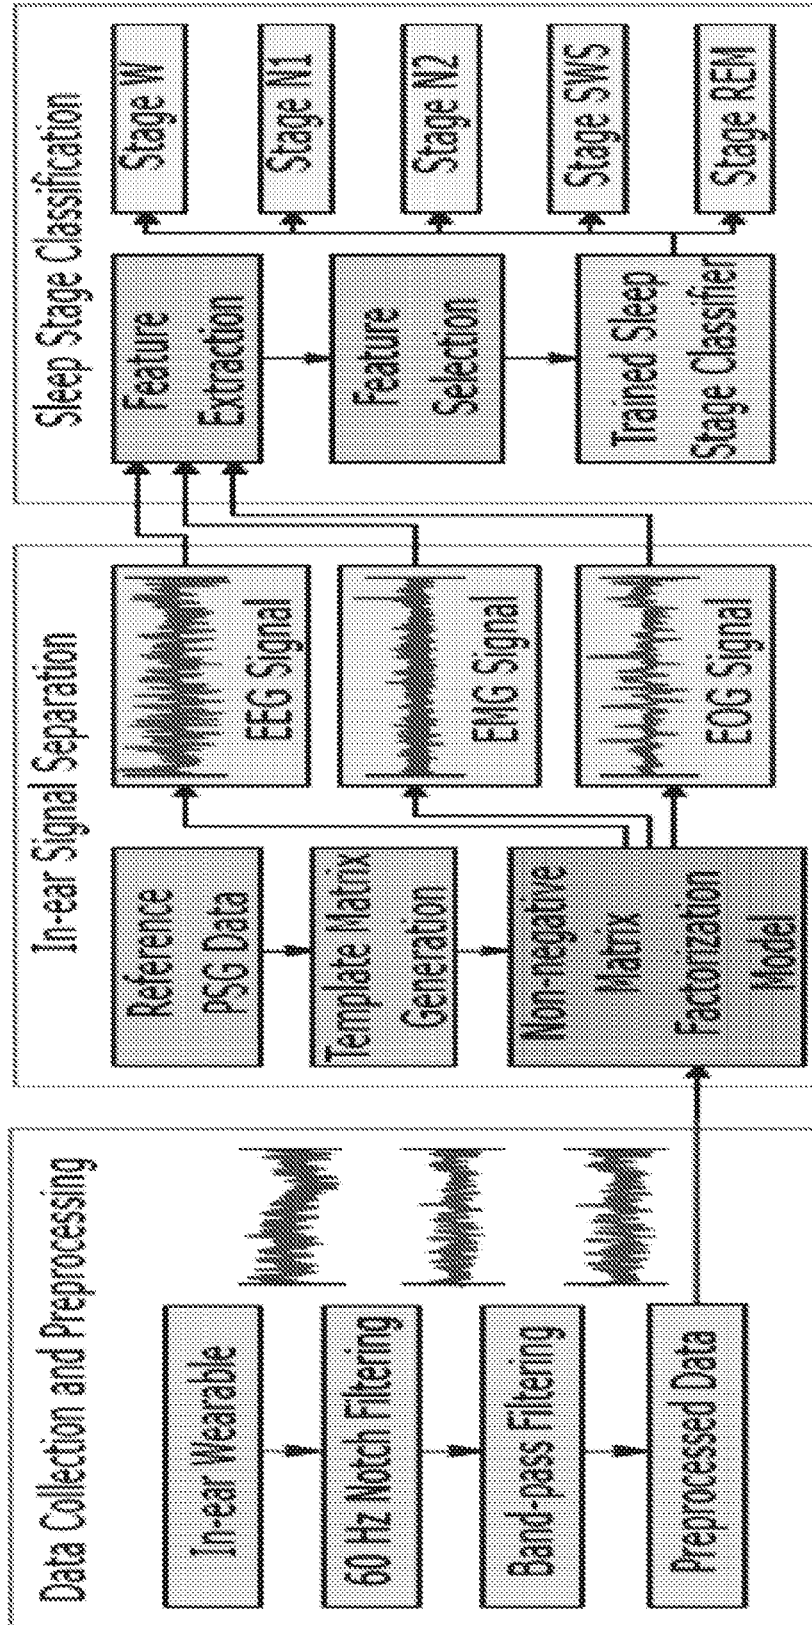 Data Collection and Preprocessing
In-ear Wearable
60 Hz Notch Filtering
Band-pass Filtering
Preprocessed Data
In-ear Signal Separation
Reference
PSG Data
Template Matrix
Generation
Non-negative
Matrix
Factorization
Model
EEG Signal
EMG Signal
EOG Signal
Sleep Stage Classification
Feature
Extraction
Feature
Selection
Trained Sleep
Stage Classifier
Stage W
Stage N1
Stage N2
Stage SWS
Stage REM